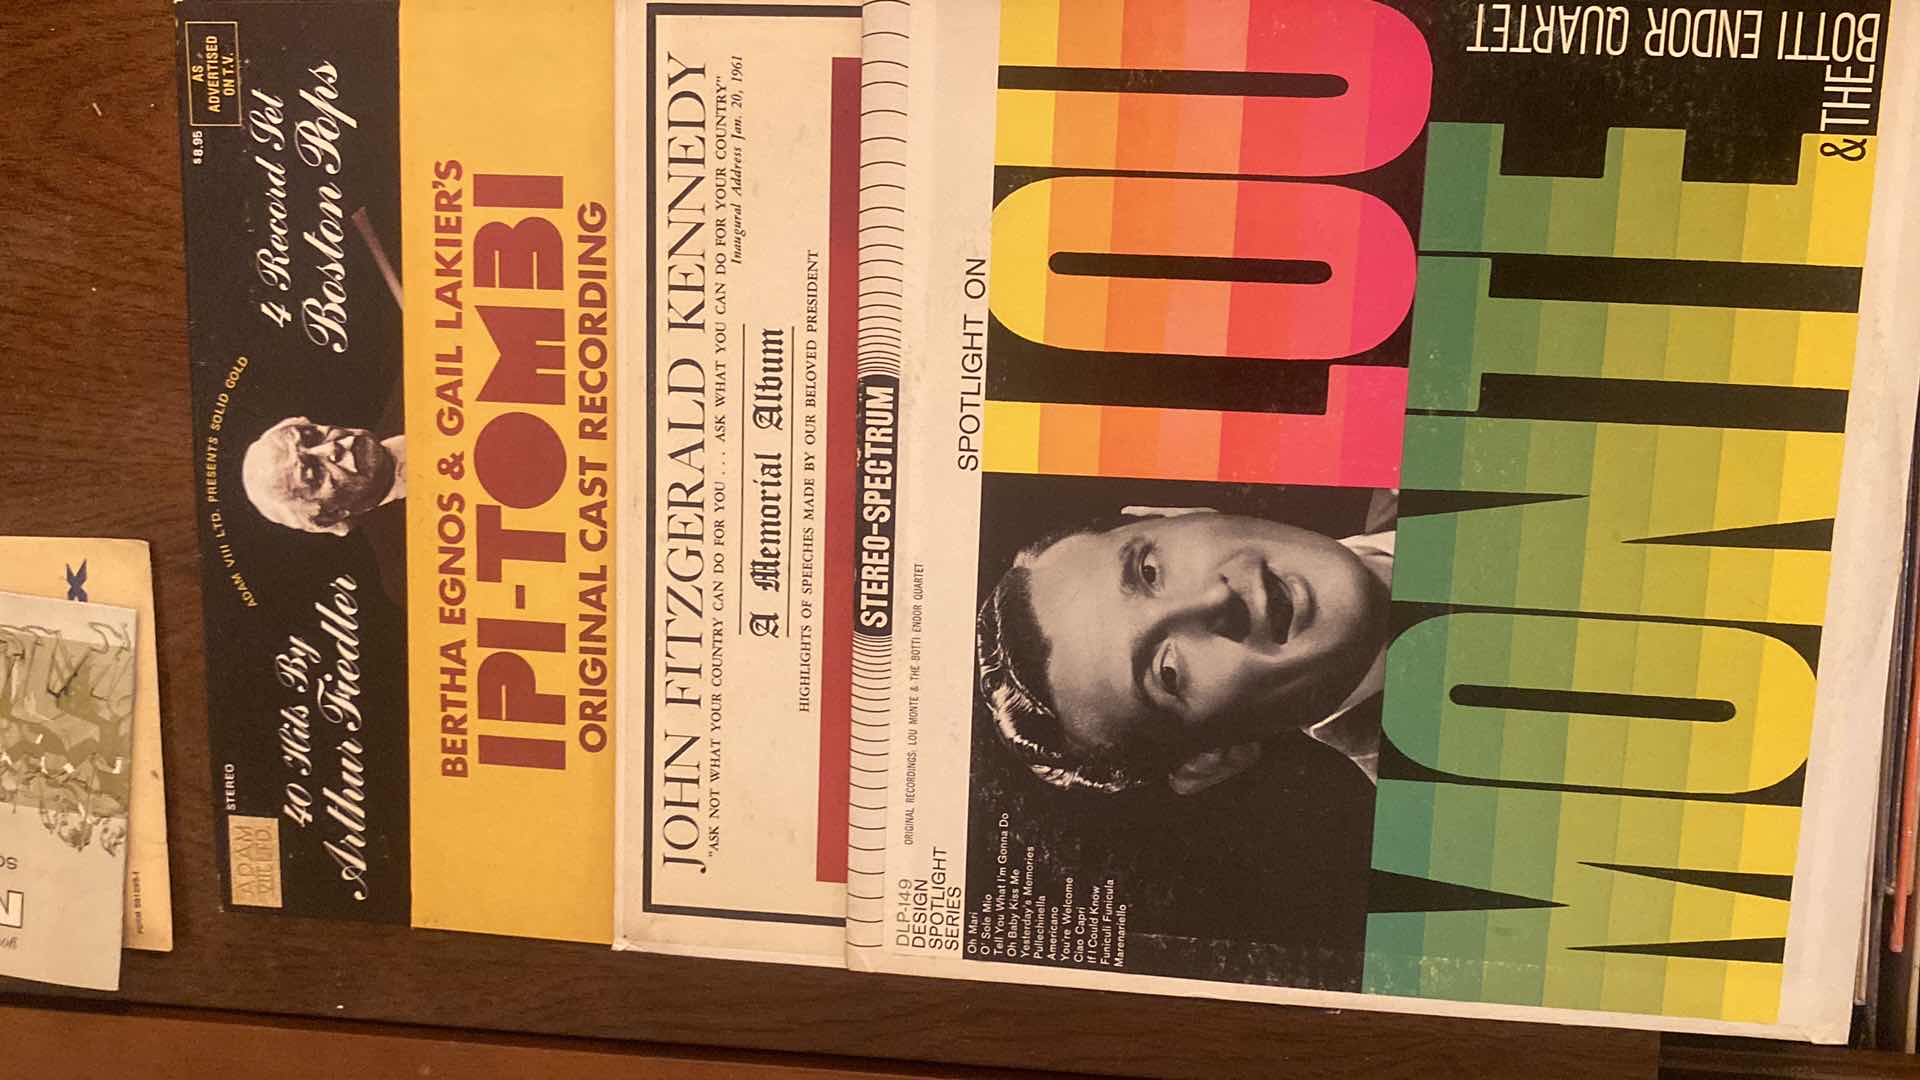 AS
ADVERTISED
ON T.V.
$8.95
STEREO
ADAM
VIII LTD.
ADAM VIII LTD. PRESENTS SOLID GOLD
40 Hits By
Arthur Fiedler
4 Record Set
Boston Pops
BERTHA EGNOS & GAIL LAKIER'S
IPI-TOMBI
ORIGINAL CAST RECORDING
JOHN FITZGERALD KENNEDY
"ASK NOT WHAT YOUR COUNTRY CAN DO FOR YOU . . . ASK WHAT YOU CAN DO FOR YOUR COUNTRY"
Inaugural Address Jan. 20, 1961
A Memorial Album
HIGHLIGHTS OF SPEECHES MADE BY OUR BELOVED PRESIDENT
STEREO-SPECTRUM
ORIGINAL RECORDINGS: LOU MONTE & THE BOTTI ENDOR QUARTET
DLP-149
DESIGN
SPOTLIGHT
SERIES
SPOTLIGHT ON
LOU
MONTE
& THE
BOTTI ENDOR QUARTET
Oh Mari
O' Sole Mio
Tell You What I'm Gonna Do
Oh Baby Kiss Me
Yesterday's Memories
Pullechinella
Americano
You're Welcome
Ciao Capri
If I Could Know
Funiculi Funicula
Marenariello